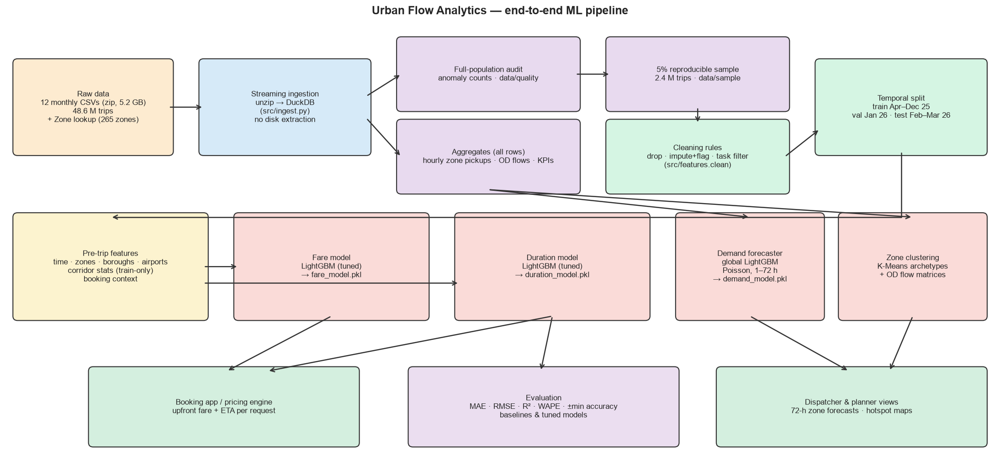 Urban Flow Analytics — end-to-end ML pipeline
Raw data
12 monthly CSVs (zip, 5.2 GB)
48.6 M trips
+ Zone lookup (265 zones)
Streaming ingestion
unzip → DuckDB
(src/ingest.py)
no disk extraction
Full-population audit
anomaly counts · data/quality
5% reproducible sample
2.4 M trips · data/sample
Temporal split
train Apr–Dec 25
val Jan 26 · test Feb–Mar 26
Aggregates (all rows)
hourly zone pickups · OD flows · KPIs
Cleaning rules
drop · impute+flag · task filter
(src/features.clean)
Pre-trip features
time · zones · boroughs · airports
corridor stats (train-only)
booking context
Fare model
LightGBM (tuned)
→ fare_model.pkl
Duration model
LightGBM (tuned)
→ duration_model.pkl
Demand forecaster
global LightGBM
Poisson, 1–72 h
→ demand_model.pkl
Zone clustering
K-Means archetypes
+ OD flow matrices
Booking app / pricing engine
upfront fare + ETA per request
Evaluation
MAE · RMSE · R² · WAPE · ±min accuracy
baselines & tuned models
Dispatcher & planner views
72-h zone forecasts · hotspot maps